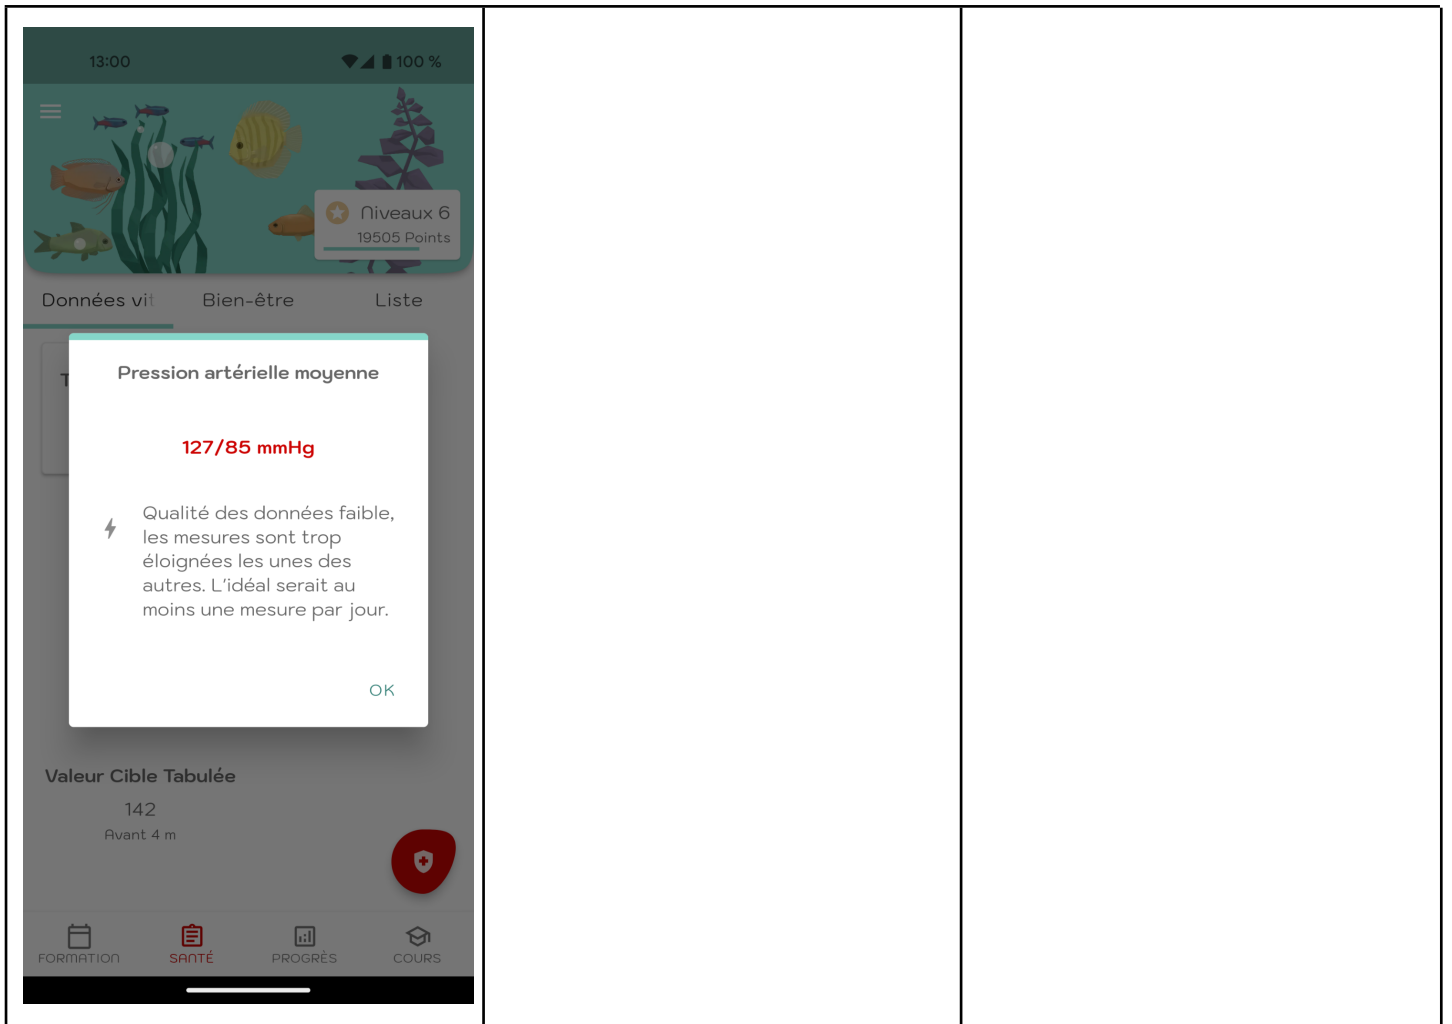 13:00
100 %
Niveaux 6
19505 Points
Données vit
Bien-être
Liste
T
Pression artérielle moyenne
127/85 mmHg
Qualité des données faible,
les mesures sont trop
éloignées les unes des
autres. L'idéal serait au
moins une mesure par jour.
OK
Valeur Cible Tabulée
142
Avant 4 m
FORMATION
SANTÉ
PROGRÈS
COURS